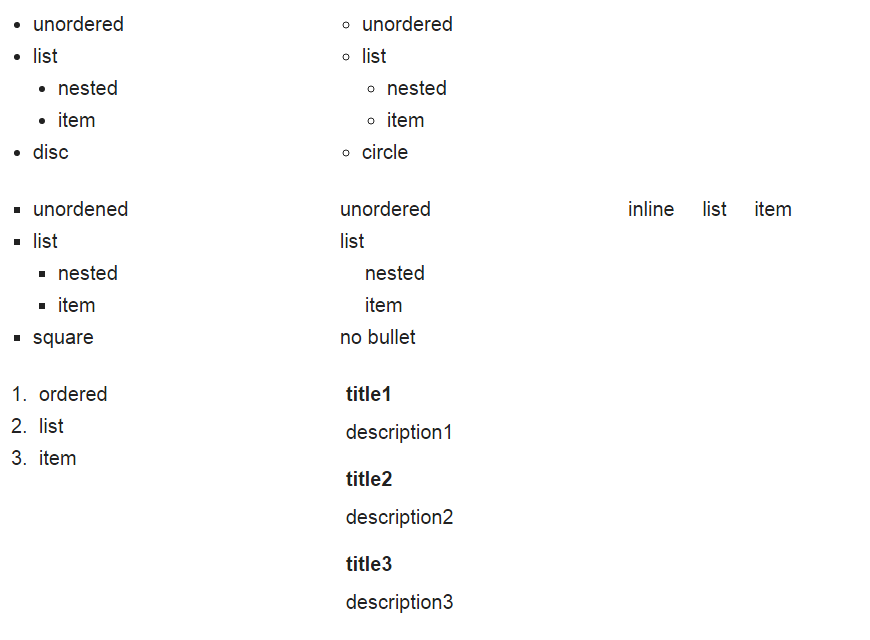 • unordered
• list
• nested
• item
• disc
○ unordered
○ list
○ nested
○ item
○ circle
▪ unordened
▪ list
▪ nested
▪ item
▪ square
unordered
list
nested
item
no bullet
inline list item
1. ordered
2. list
3. item
title1
description1
title2
description2
title3
description3